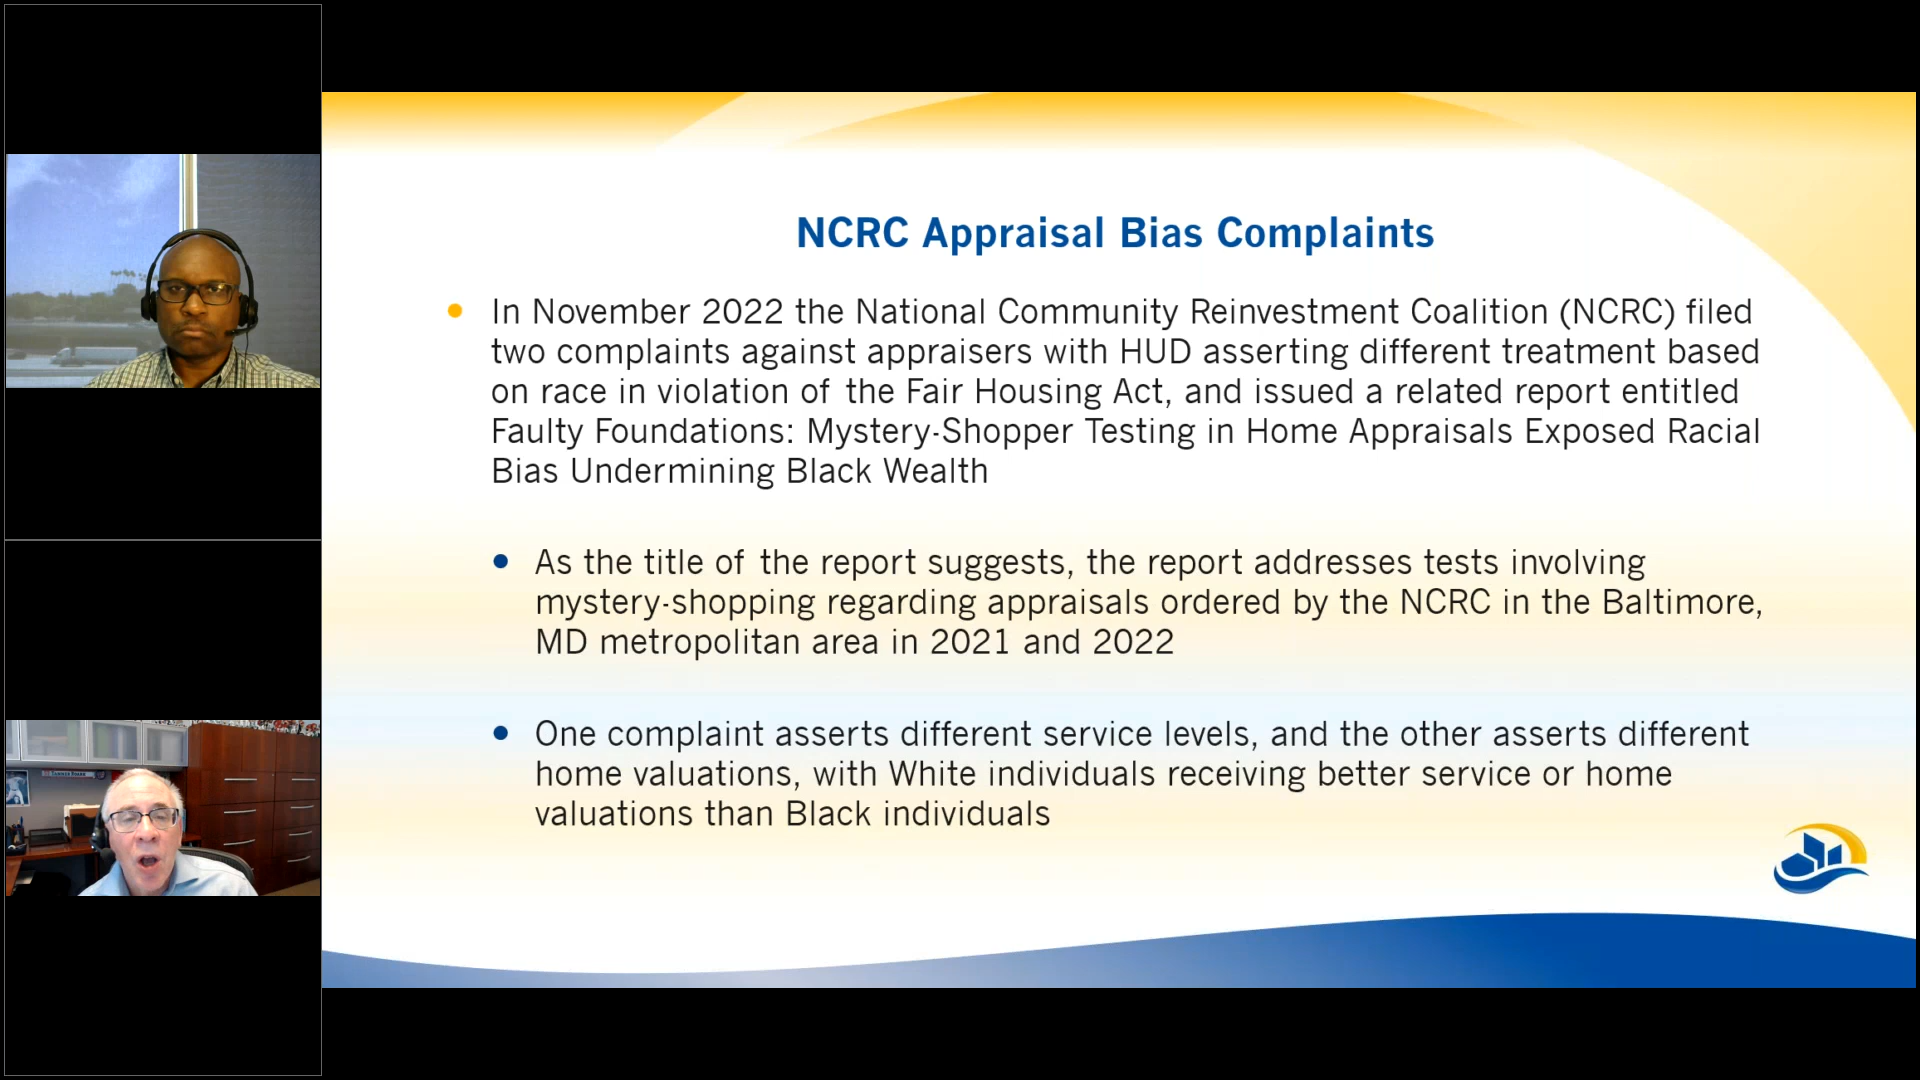 NCRC Appraisal Bias Complaints
In November 2022 the National Community Reinvestment Coalition (NCRC) filed
two complaints against appraisers with HUD asserting different treatment based
on race in violation of the Fair Housing Act, and issued a related report entitled
Faulty Foundations: Mystery-Shopper Testing in Home Appraisals Exposed Racial
Bias Undermining Black Wealth
As the title of the report suggests, the report addresses tests involving
mystery-shopping regarding appraisals ordered by the NCRC in the Baltimore,
MD metropolitan area in 2021 and 2022
One complaint asserts different service levels, and the other asserts different
home valuations, with White individuals receiving better service or home
valuations than Black individuals